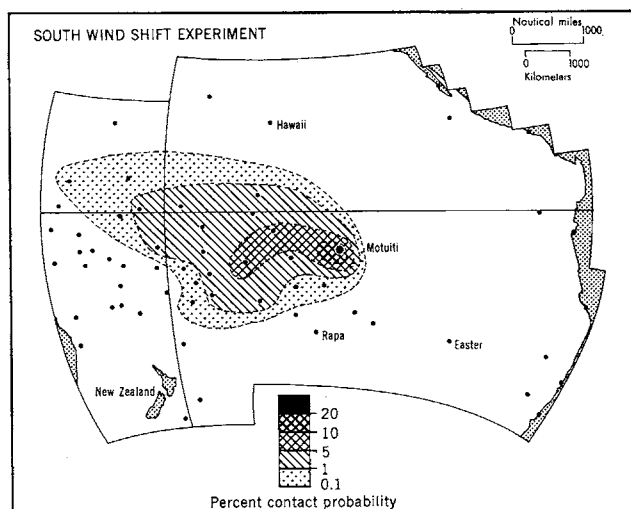 SOUTH WIND SHIFT EXPERIMENT
Nautical miles
0 1000
0 1000
Kilometers
Hawaii
Motuiti
Rapa
Easter
New Zealand
20
10
5
1
0.1
Percent contact probability